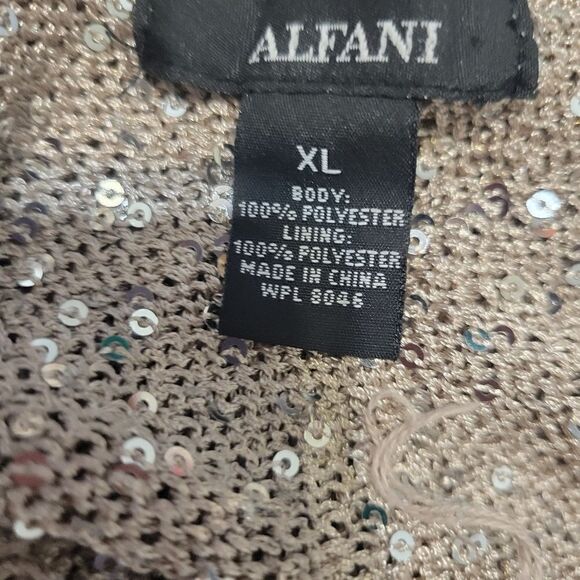 ALFANI
XL
BODY:
100% POLYESTER
LINING:
100% POLYESTER
MADE IN CHINA
WPL 8046